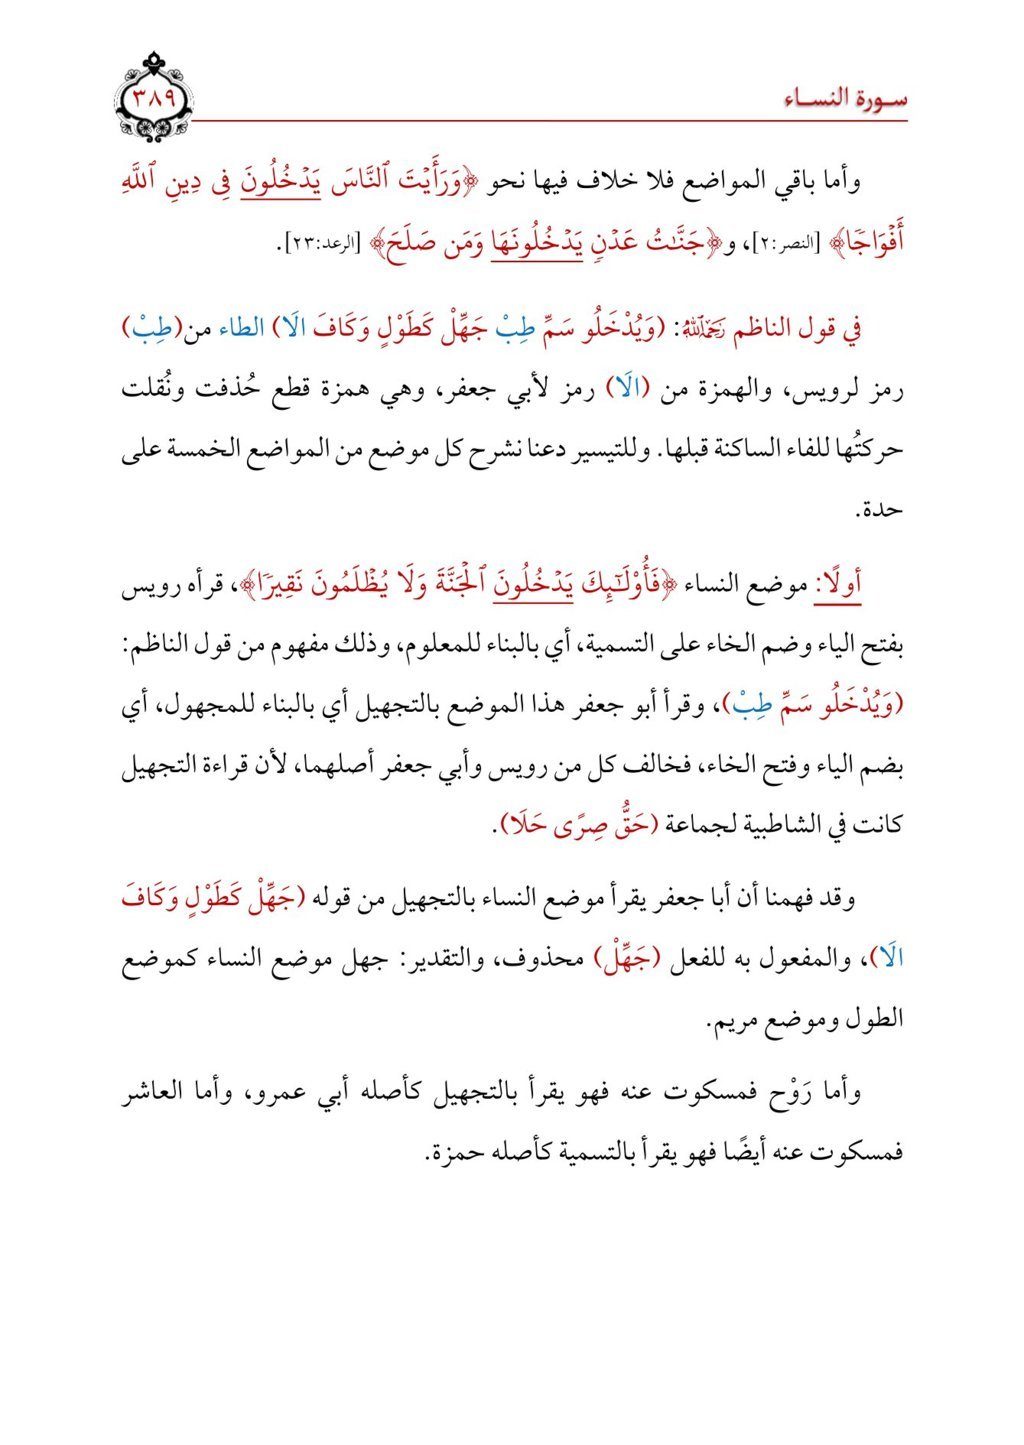 سورة النساء
٣٨٩
وأما باقي المواضع فلا خلاف فيها نحو ﴿وَرَأَيۡتَ ٱلنَّاسَ يَدۡخُلُونَ فِي دِينِ ٱللَّهِ
أَفۡوَاجٗا﴾ [النصر:٢]، و﴿جَنَّٰتُ عَدۡنٖ يَدۡخُلُونَهَا وَمَن صَلَحَ﴾ [الرعد:٢٣].
في قول الناظم رَحِمَهُ ٱللَّهُ: (وَيُدْخَلُو سَمِّ طِبْ جَهِّلْ كَطَوْلٍ وَكَافَ الَا) الطاء من(طِبْ)
رمز لرويس، والهمزة من (الَا) رمز لأبي جعفر، وهي همزة قطع حُذفت ونُقلت
حركتُها للفاء الساكنة قبلها. وللتيسير دعنا نشرح كل موضع من المواضع الخمسة على
حدة.
أولًا: موضع النساء ﴿فَأُوْلَٰٓئِكَ يَدۡخُلُونَ ٱلۡجَنَّةَ وَلَا يُظۡلَمُونَ نَقِيرٗا﴾، قرأه رويس
بفتح الياء وضم الخاء على التسمية، أي بالبناء للمعلوم، وذلك مفهوم من قول الناظم:
(وَيُدْخَلُو سَمِّ طِبْ)، وقرأ أبو جعفر هذا الموضع بالتجهيل أي بالبناء للمجهول، أي
بضم الياء وفتح الخاء، فخالف كل من رويس وأبي جعفر أصلهما، لأن قراءة التجهيل
كانت في الشاطبية لجماعة (حَقُّ صِرًى حَلَا).
وقد فهمنا أن أبا جعفر يقرأ موضع النساء بالتجهيل من قوله (جَهِّلْ كَطَوْلٍ وَكَافَ
الَا)، والمفعول به للفعل (جَهِّلْ) محذوف، والتقدير: جهل موضع النساء كموضع
الطول وموضع مريم.
وأما رَوْح فمسكوت عنه فهو يقرأ بالتجهيل كأصله أبي عمرو، وأما العاشر
فمسكوت عنه أيضًا فهو يقرأ بالتسمية كأصله حمزة.